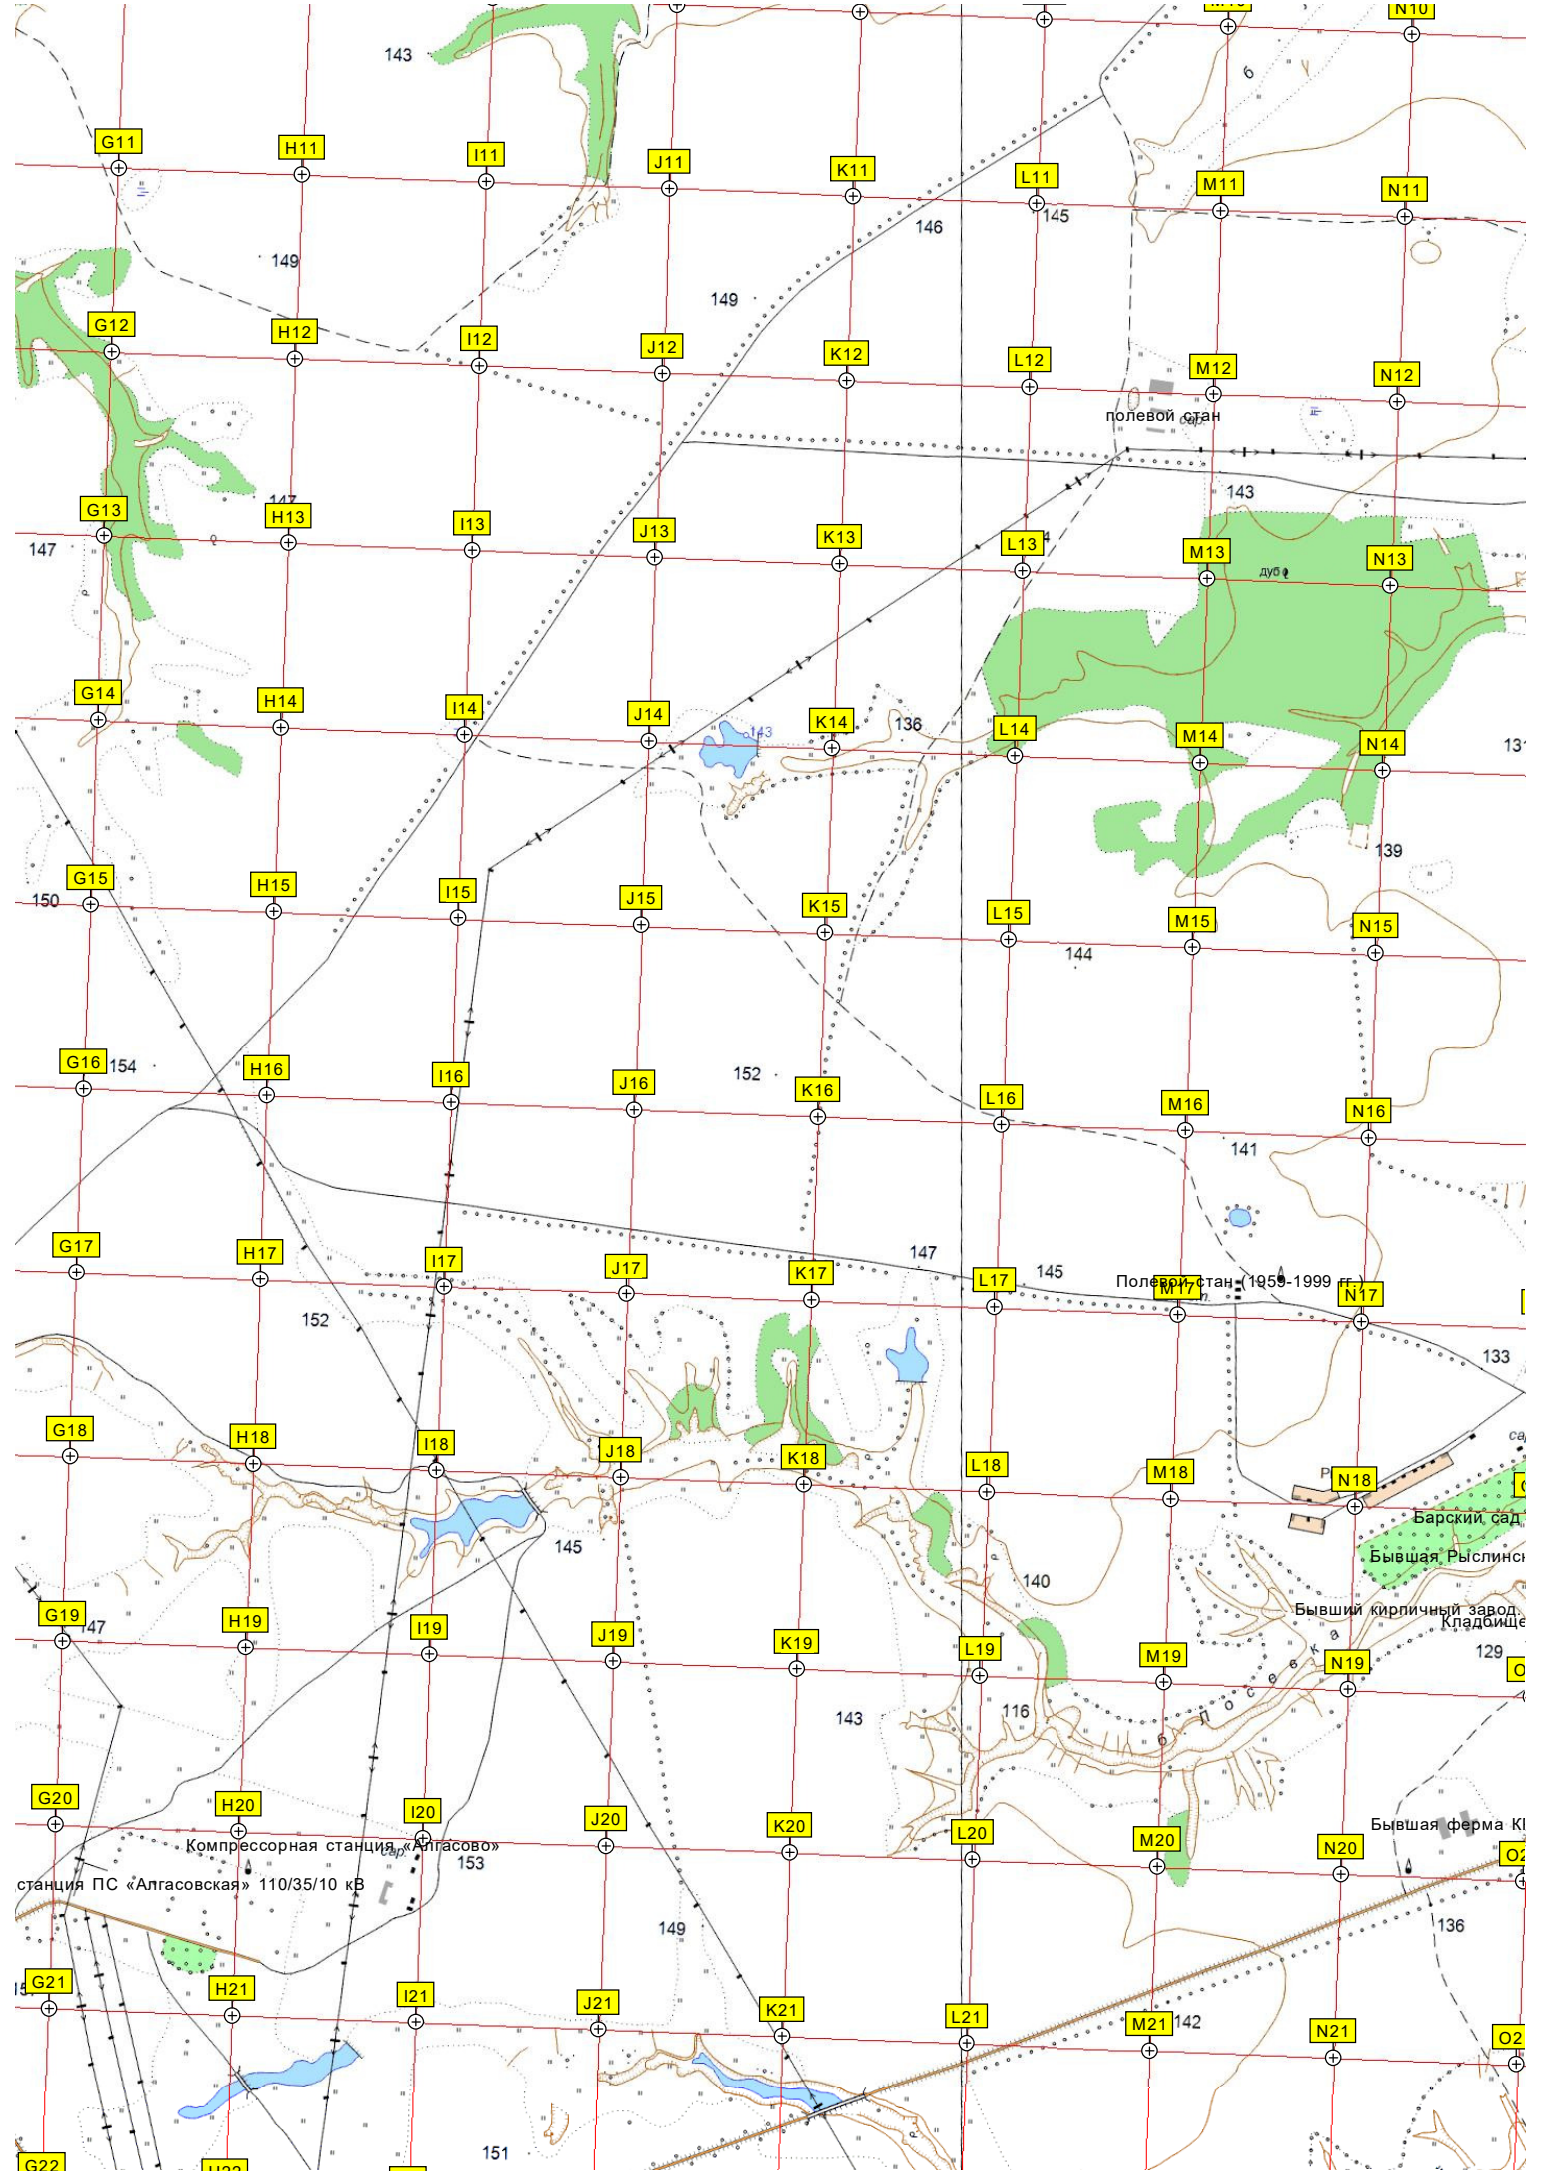 N10
143
б
G11
H11
I11
J11
K11
L11
M11
N11
149
146
145
149
G12
H12
I12
J12
K12
L12
M12
N12
полевой стан
сар.
143
147
G13
H13
I13
J13
K13
L13
M13
N13
147
дуб
G14
H14
I14
J14
K14
L14
M14
N14
143
136
139
G15
H15
I15
J15
K15
L15
M15
N15
150
144
G16
H16
I16
J16
K16
L16
M16
N16
154
152
141
G17
H17
I17
J17
K17
L17
M17
N17
147
145
Полевой стан (1959-1999 гг.)
152
133
G18
H18
I18
J18
K18
L18
M18
N18
Барский сад
145
140
Бывшая
Бывший кирпичный завод.
Кладбище
G19
H19
I19
J19
K19
L19
M19
N19
147
129
143
116
б Лосевка
G20
H20
I20
J20
K20
L20
M20
N20
Бывшая ферма
Компрессорная станция «Алгасово»
сар.
153
станция ПС «Алгасовская» 110/35/10 кВ
149
136
G21
H21
I21
J21
K21
L21
M21
N21
142
151
G22